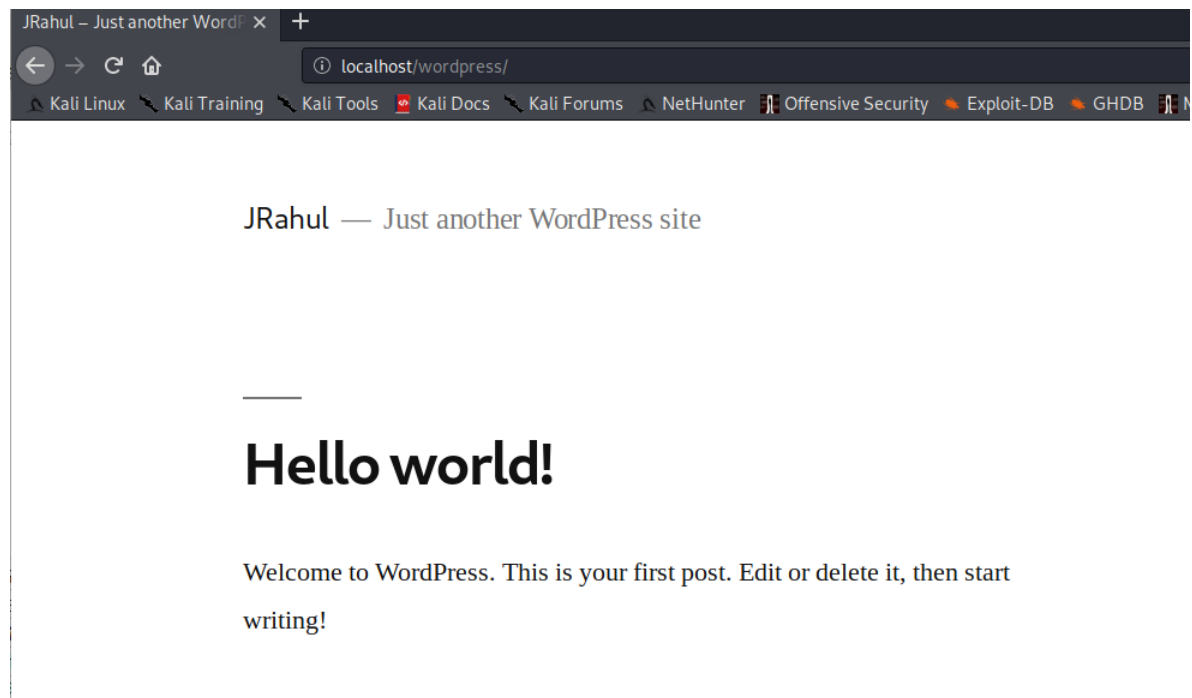 JRahul – Just another WordP
localhost/wordpress/
Kali Linux Kali Training Kali Tools Kali Docs Kali Forums NetHunter Offensive Security Exploit-DB GHDB M
JRahul — Just another WordPress site
Hello world!
Welcome to WordPress. This is your first post. Edit or delete it, then start
writing!